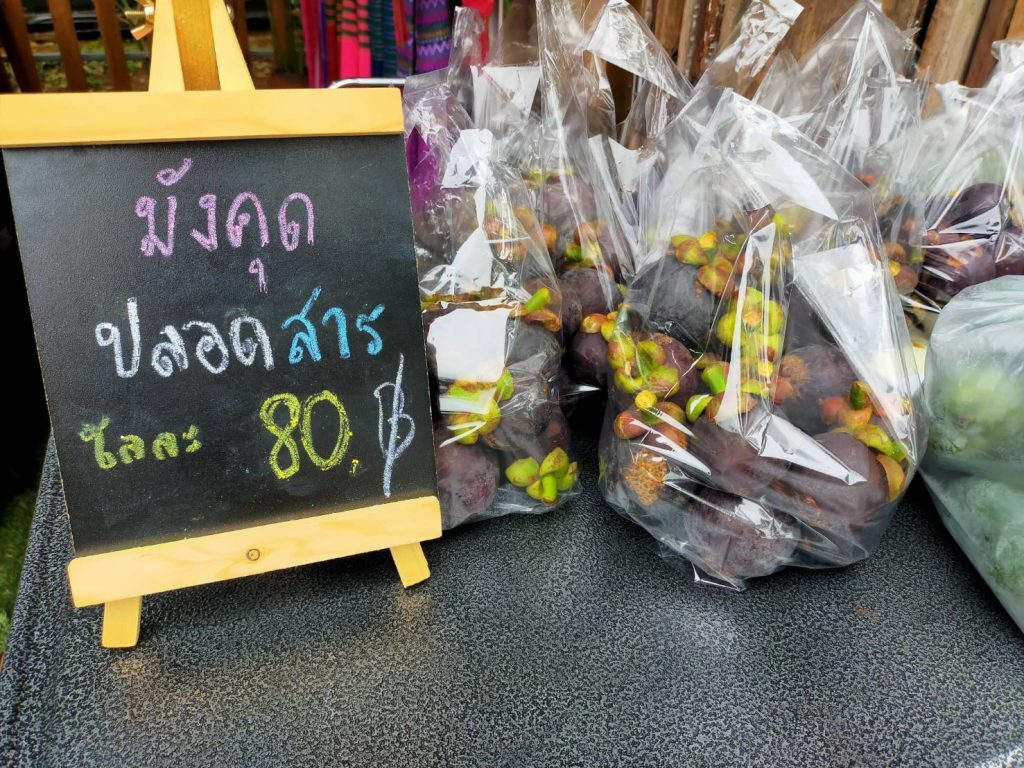 มังคุด
ปลอดสาร
โลละ 80.฿